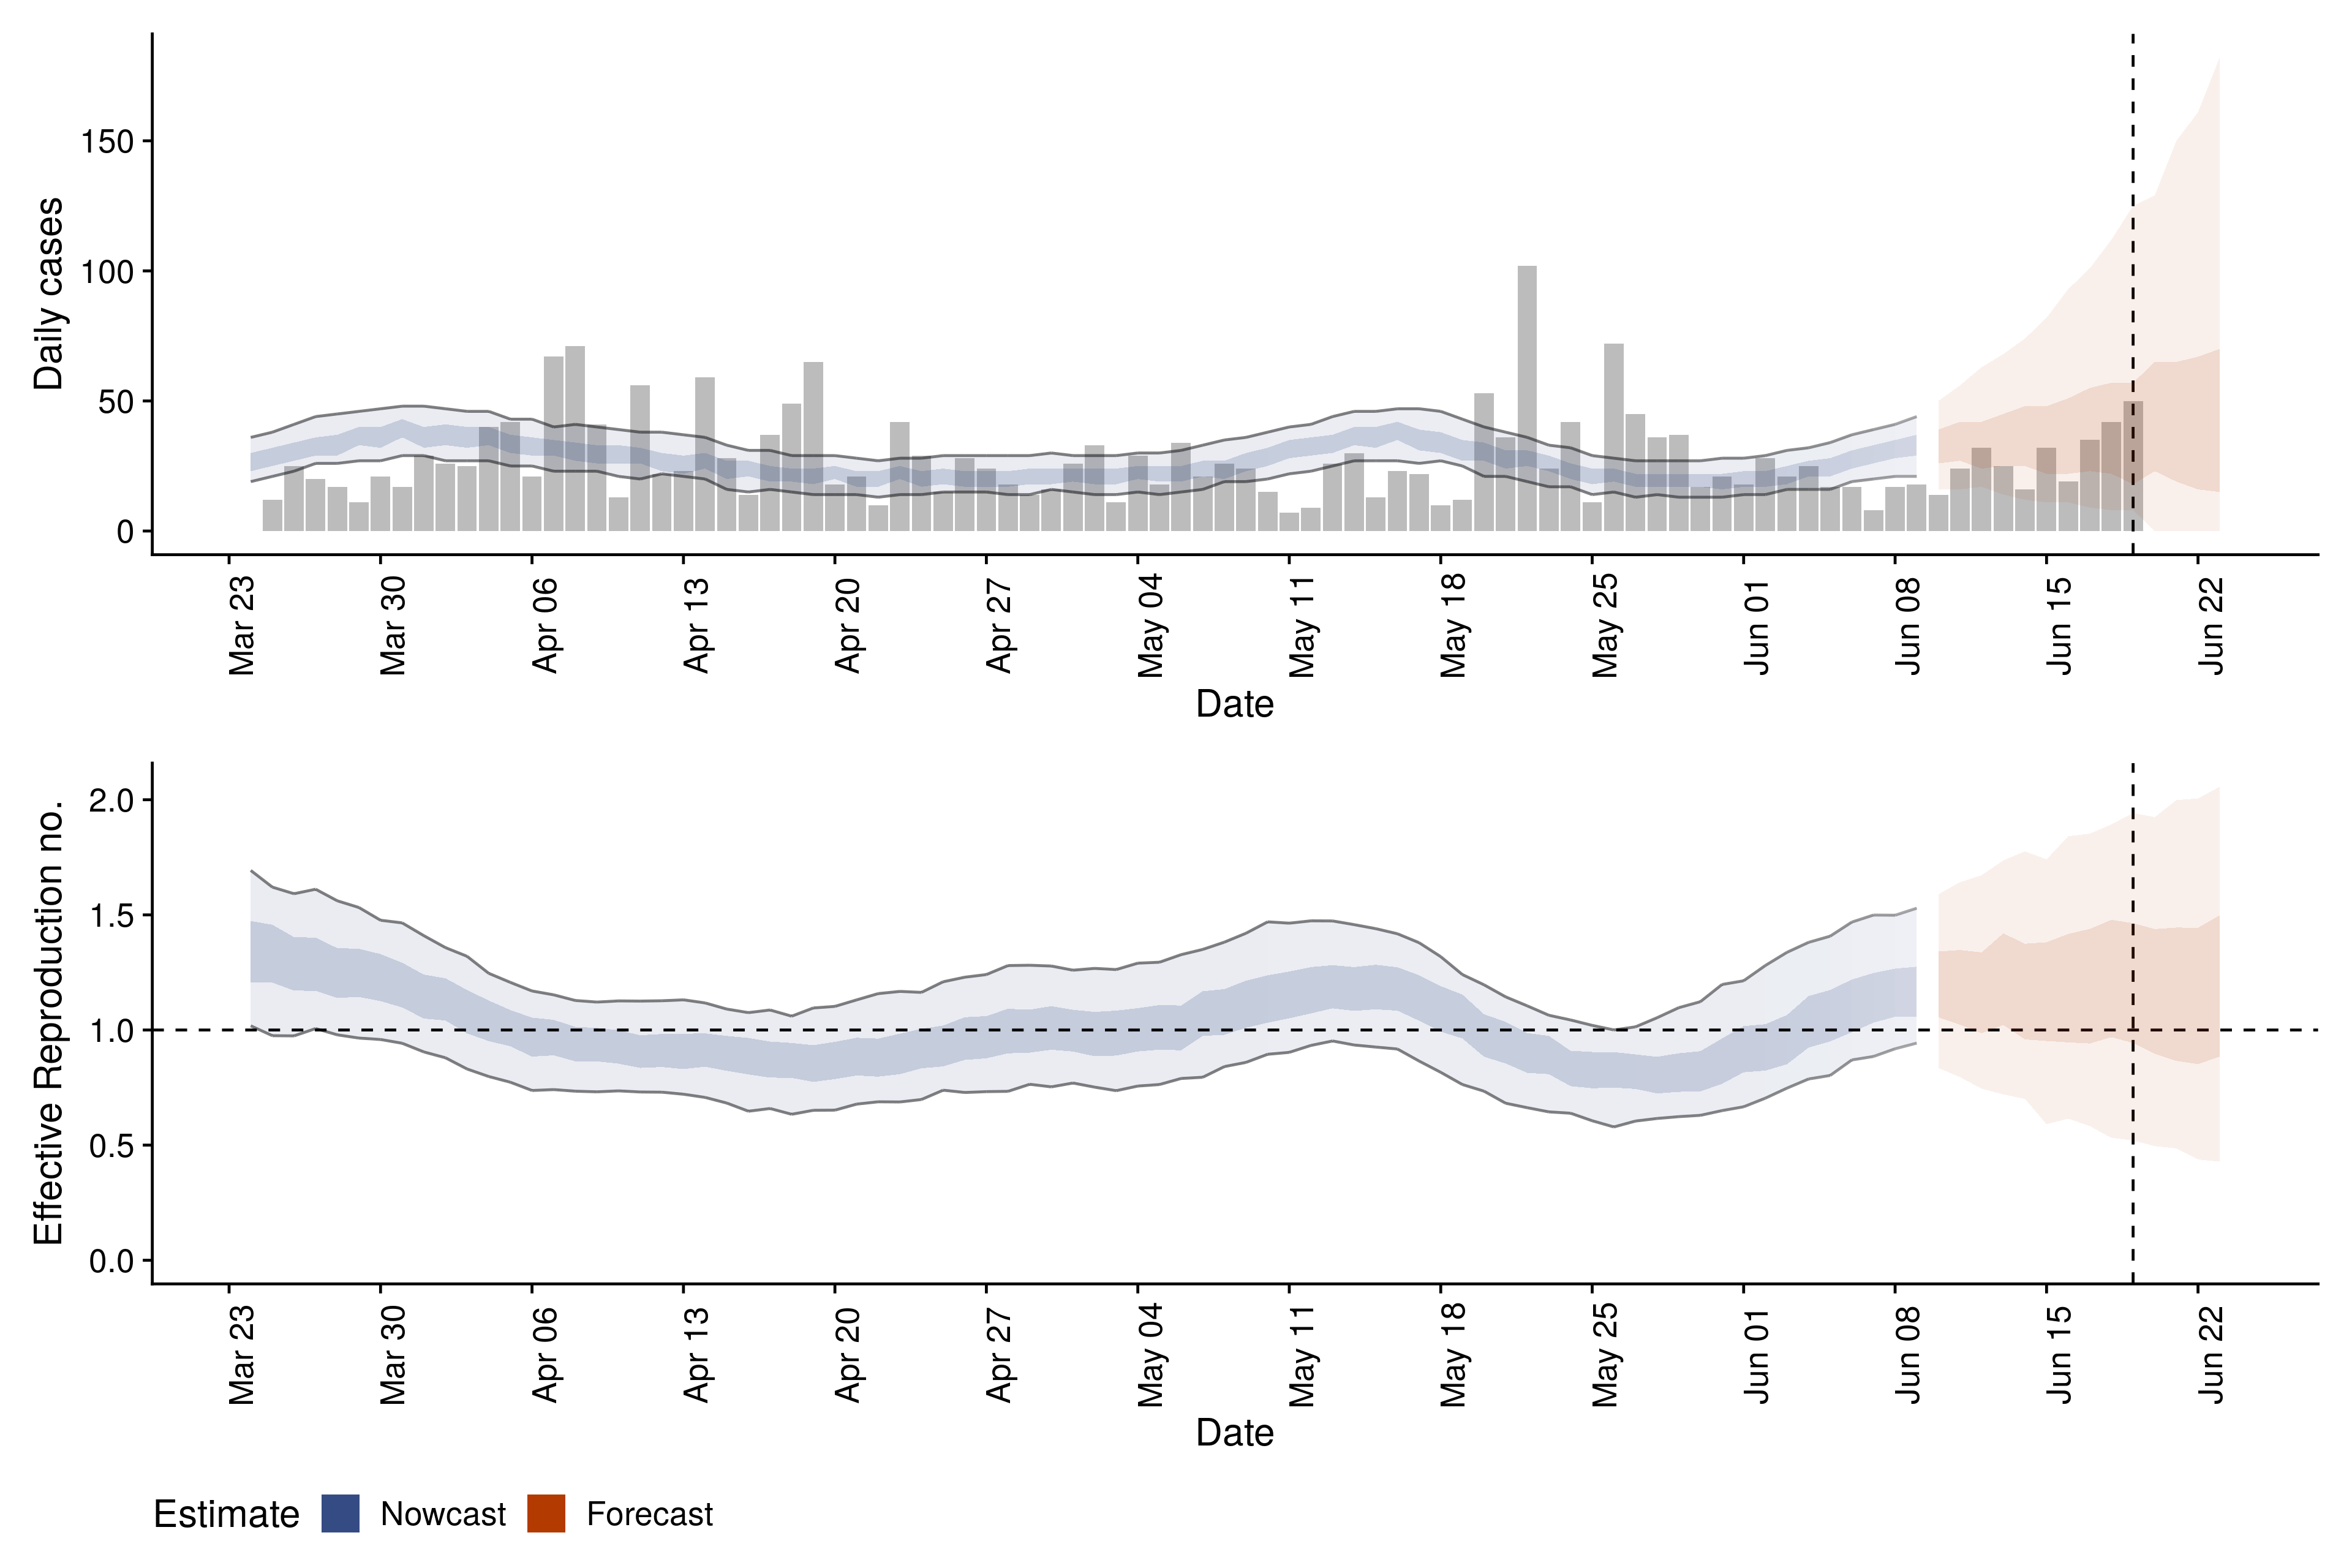 Daily cases
150
100
50
0
Mar 23
Mar 30
Apr 06
Apr 13
Apr 20
Apr 27
May 04
May 11
May 18
May 25
Jun 01
Jun 08
Jun 15
Jun 22
Date
Effective Reproduction no.
2.0
1.5
1.0
0.5
0.0
Mar 23
Mar 30
Apr 06
Apr 13
Apr 20
Apr 27
May 04
May 11
May 18
May 25
Jun 01
Jun 08
Jun 15
Jun 22
Date
Estimate Nowcast Forecast